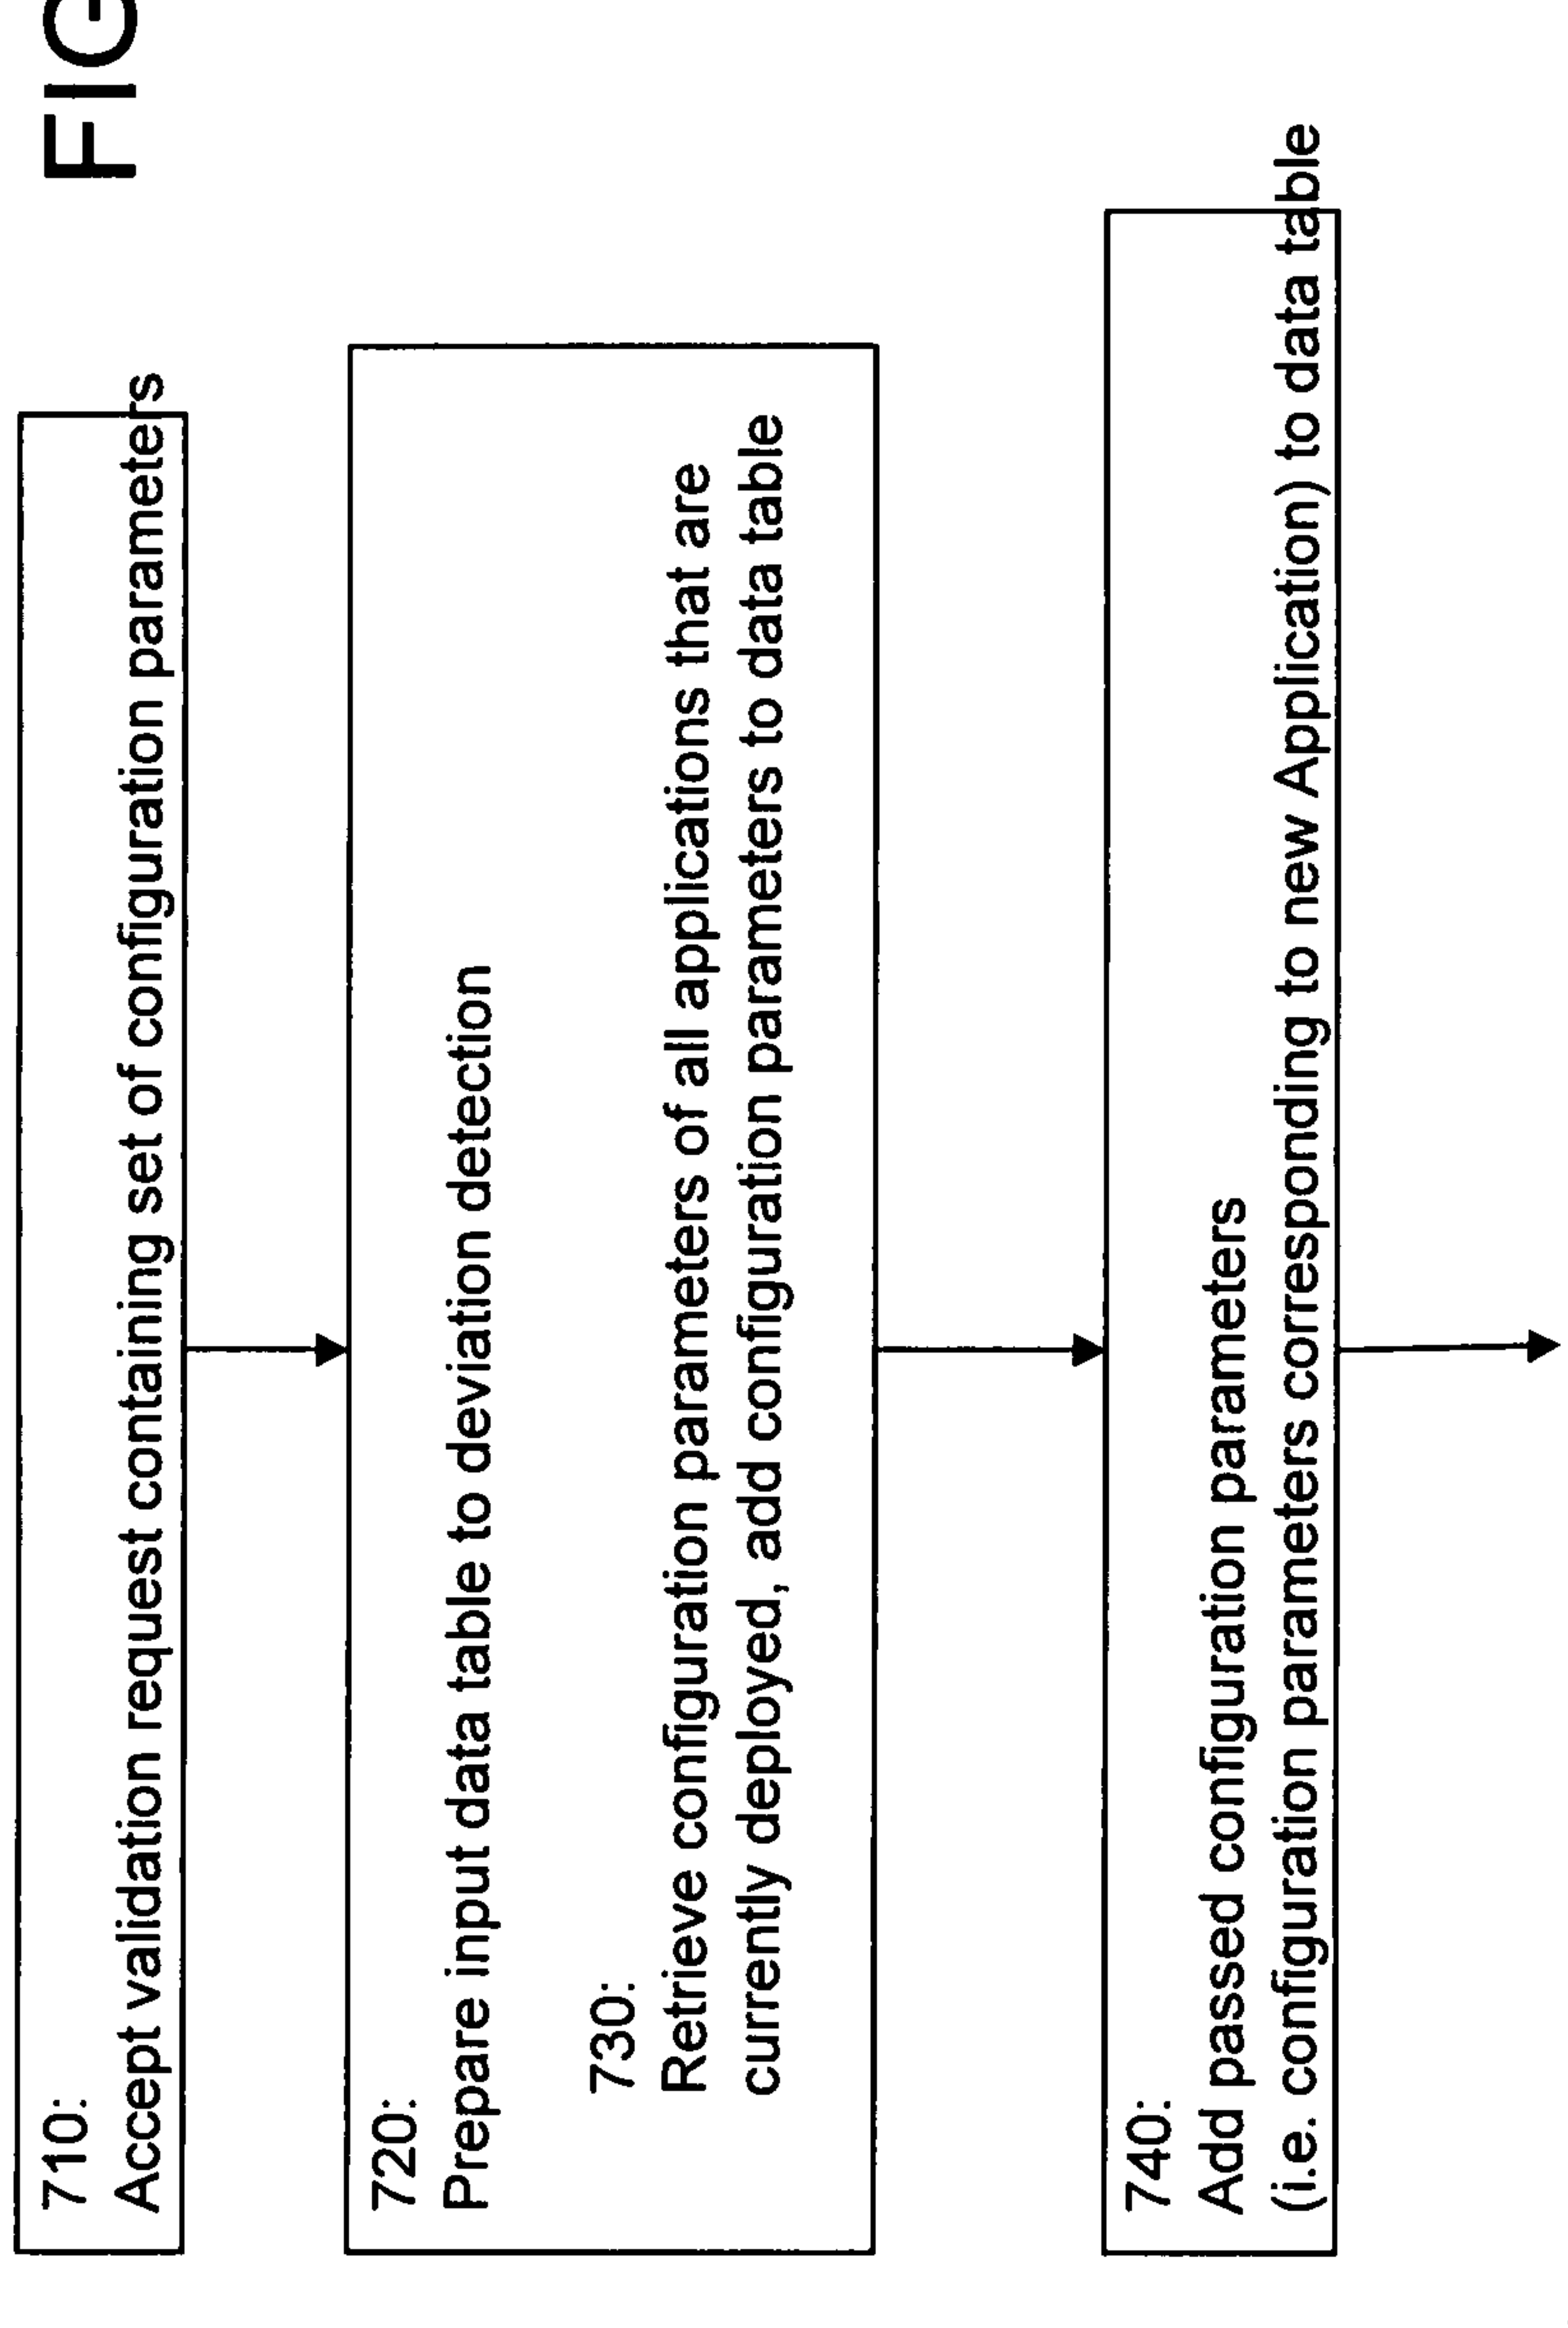 FIG
710:
Accept validation request containing set of configuration parameters
720:
Prepare input data table to deviation detection
730:
Retrieve configuration parameters of all applications that are
currently deployed, add configuration parameters to data table
740:
Add passed configuration parameters
(i.e. configuration parameters corresponding to new Application) to data table